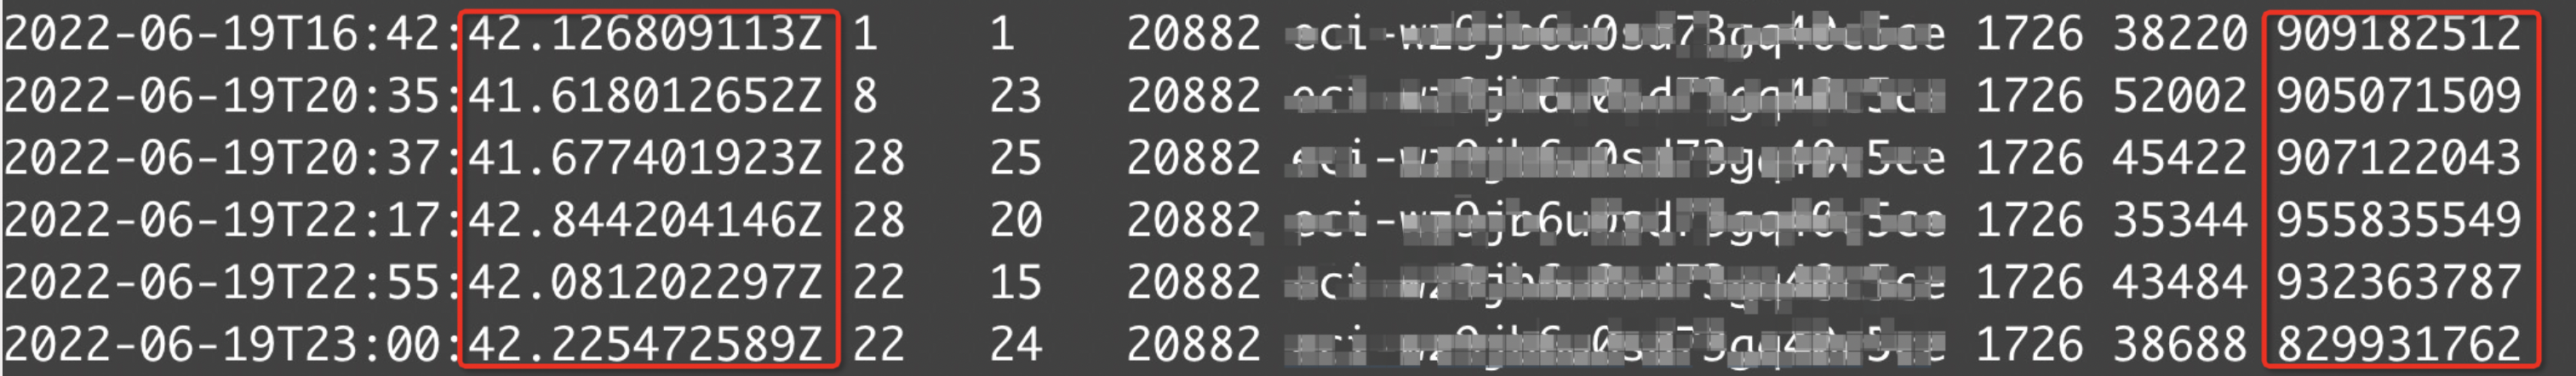 2022-06-19T16:42:42.126809113Z 1 1 20882 1726 38220 909182512
2022-06-19T20:35:41.618012652Z 8 23 20882 1726 52002 905071509
2022-06-19T20:37:41.677401923Z 28 25 20882 1726 45422 907122043
2022-06-19T22:17:42.844204146Z 28 20 20882 1726 35344 955835549
2022-06-19T22:55:42.081202297Z 22 15 20882 1726 43484 932363787
2022-06-19T23:00:42.225472589Z 22 24 20882 1726 38688 829931762